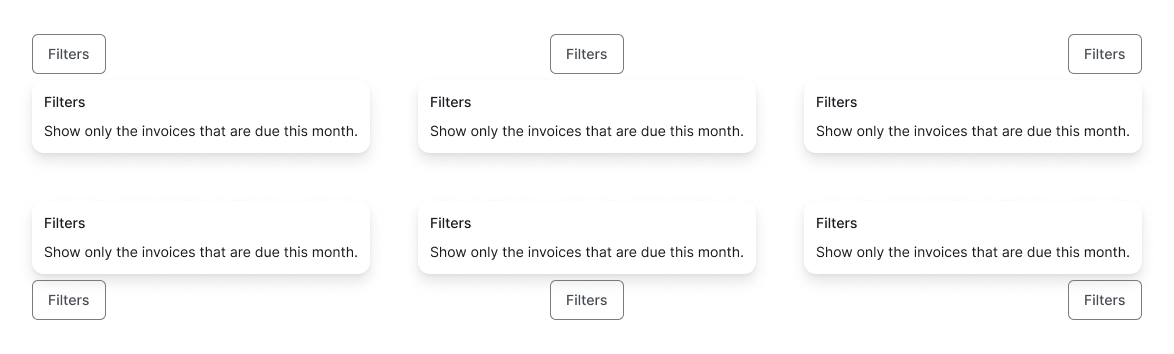 Filters
Filters
Filters
Filters
Show only the invoices that are due this month.
Filters
Show only the invoices that are due this month.
Filters
Show only the invoices that are due this month.
Filters
Show only the invoices that are due this month.
Filters
Show only the invoices that are due this month.
Filters
Show only the invoices that are due this month.
Filters
Filters
Filters